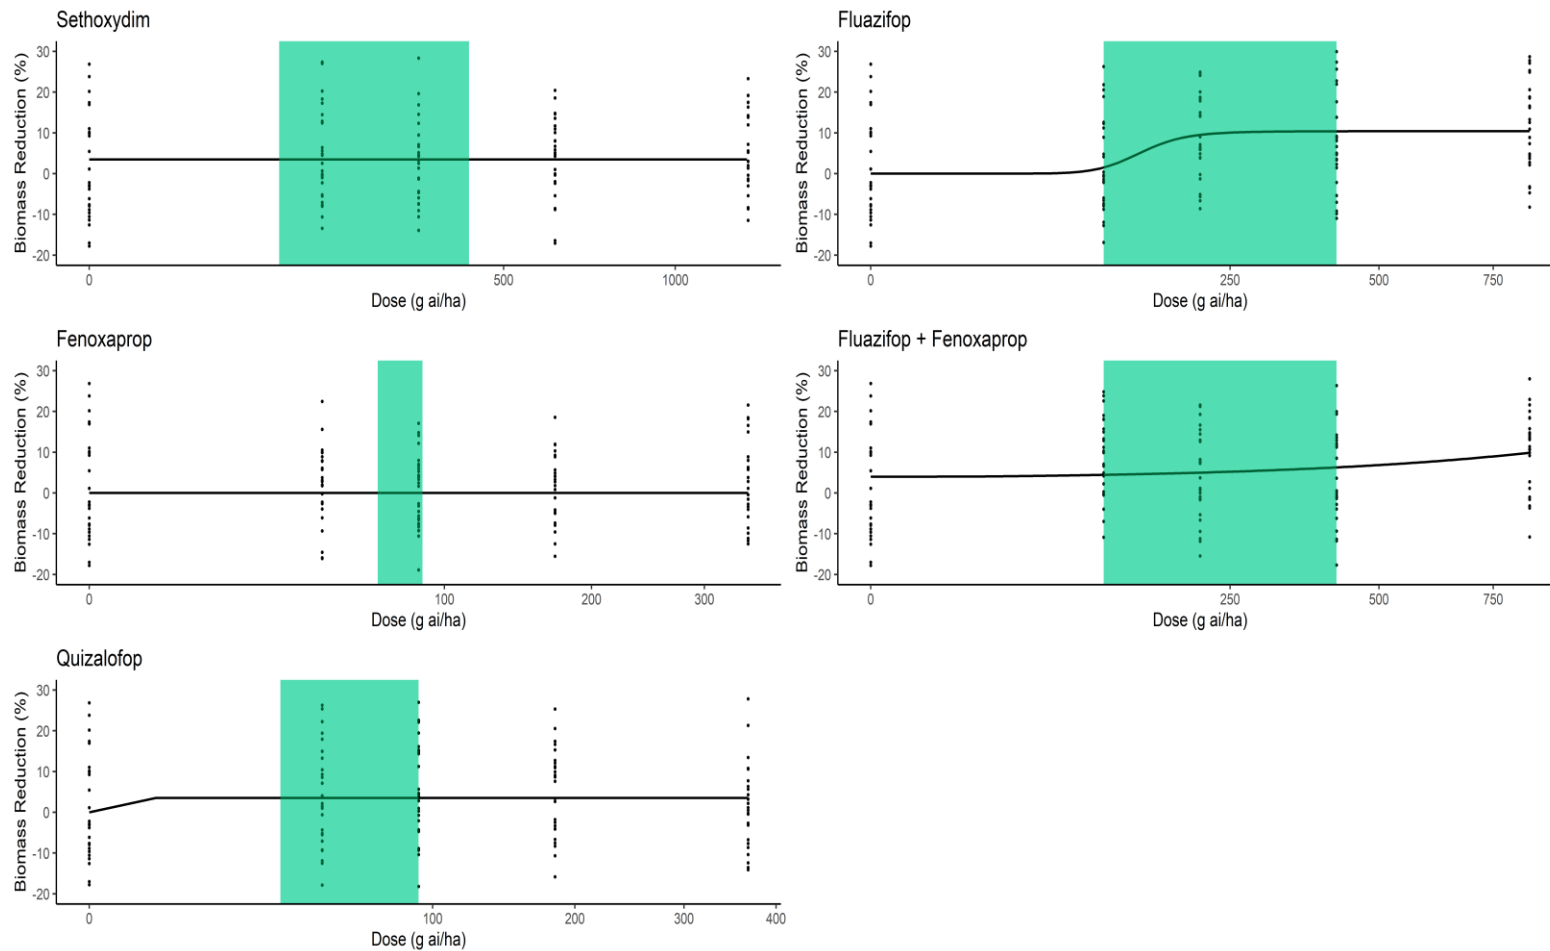 Sethoxydim
Biomass Reduction (%)
30
20
10
0
-10
-20
0 500 1000
Dose (g ai/ha)
Fluazifop
Biomass Reduction (%)
30
20
10
0
-10
-20
0 250 500 750
Dose (g ai/ha)
Fenoxaprop
Biomass Reduction (%)
30
20
10
0
-10
-20
0 100 200 300
Dose (g ai/ha)
Fluazifop + Fenoxaprop
Biomass Reduction (%)
30
20
10
0
-10
-20
0 250 500 750
Dose (g ai/ha)
Quizalofop
Biomass Reduction (%)
30
20
10
0
-10
-20
0 100 200 300 400
Dose (g ai/ha)